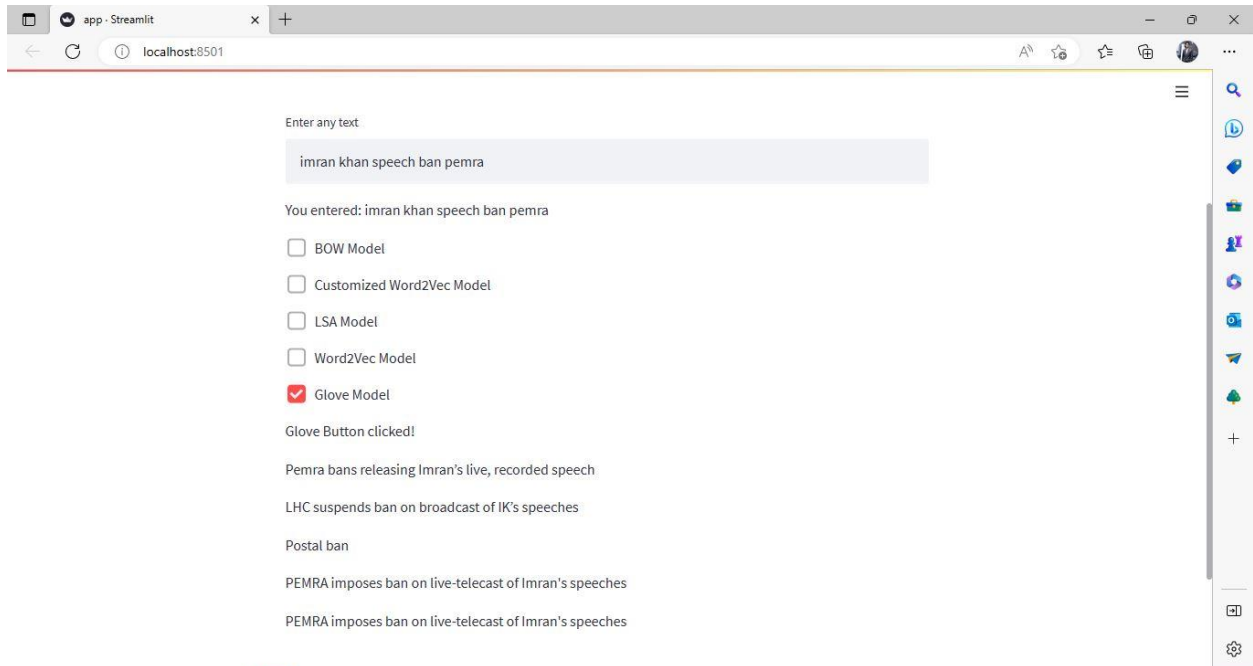 app · Streamlit
localhost:8501
Enter any text
imran khan speech ban pemra
You entered: imran khan speech ban pemra
BOW Model
Customized Word2Vec Model
LSA Model
Word2Vec Model
Glove Model
Glove Button clicked!
Pemra bans releasing Imran’s live, recorded speech
LHC suspends ban on broadcast of IK’s speeches
Postal ban
PEMRA imposes ban on live-telecast of Imran's speeches
PEMRA imposes ban on live-telecast of Imran's speeches